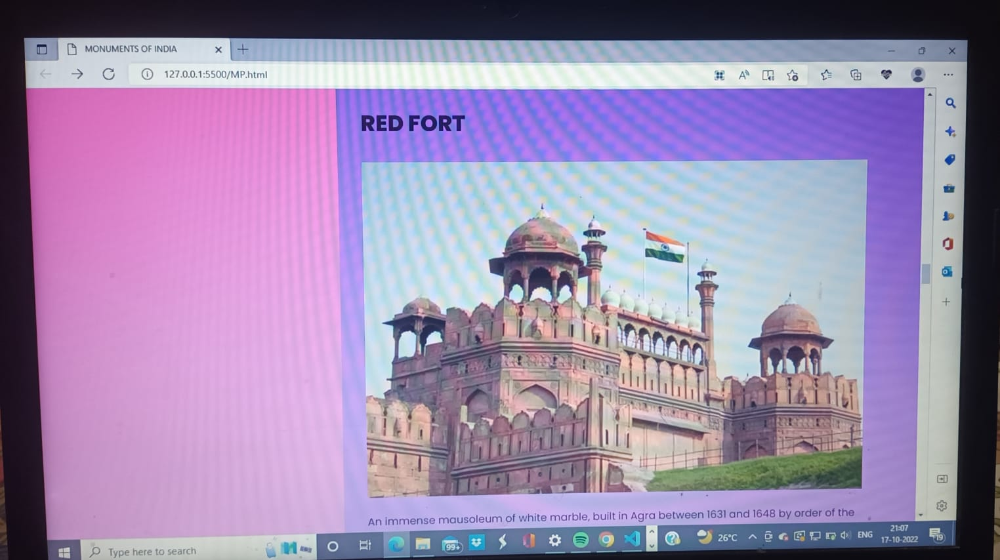 MONUMENTS OF INDIA
127.0.0.1:5500/MP.html
RED FORT
An immense mausoleum of white marble, built in Agra between 1631 and 1648 by order of the
Type here to search
99+
26°C
ENG
21:07
17-10-2022
19